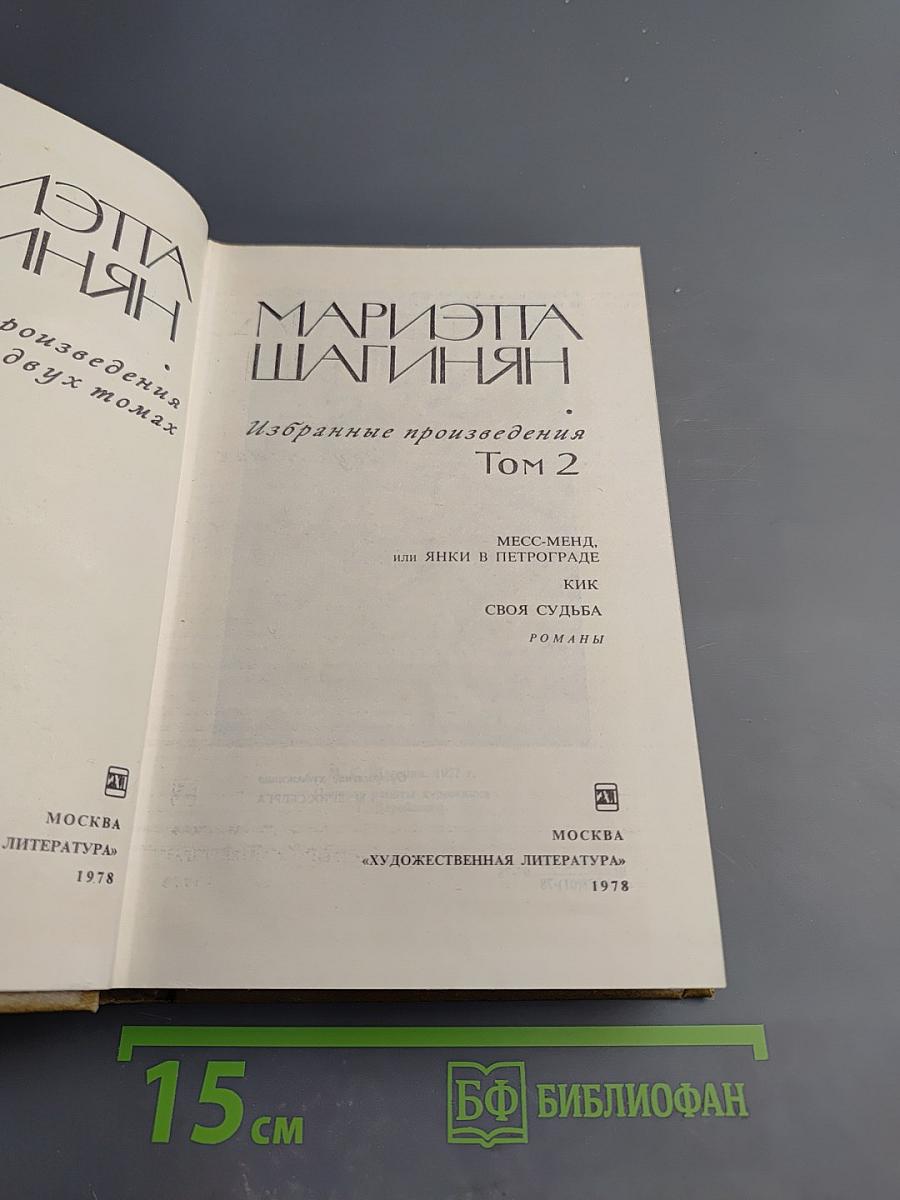 ЭТТА
ИНЯН
роизведения
двух томах
МОСКВА
ЛИТЕРАТУРА»
1978
МАРИЭТТА
ШАГИНЯН
Избранные произведения
Том 2
МЕСС-МЕНД,
или ЯНКИ В ПЕТРОГРАДЕ
КИК
СВОЯ СУДЬБА
РОМАНЫ
МОСКВА
«ХУДОЖЕСТВЕННАЯ ЛИТЕРАТУРА»
1978
15 см
БФ БИБЛИОФАН